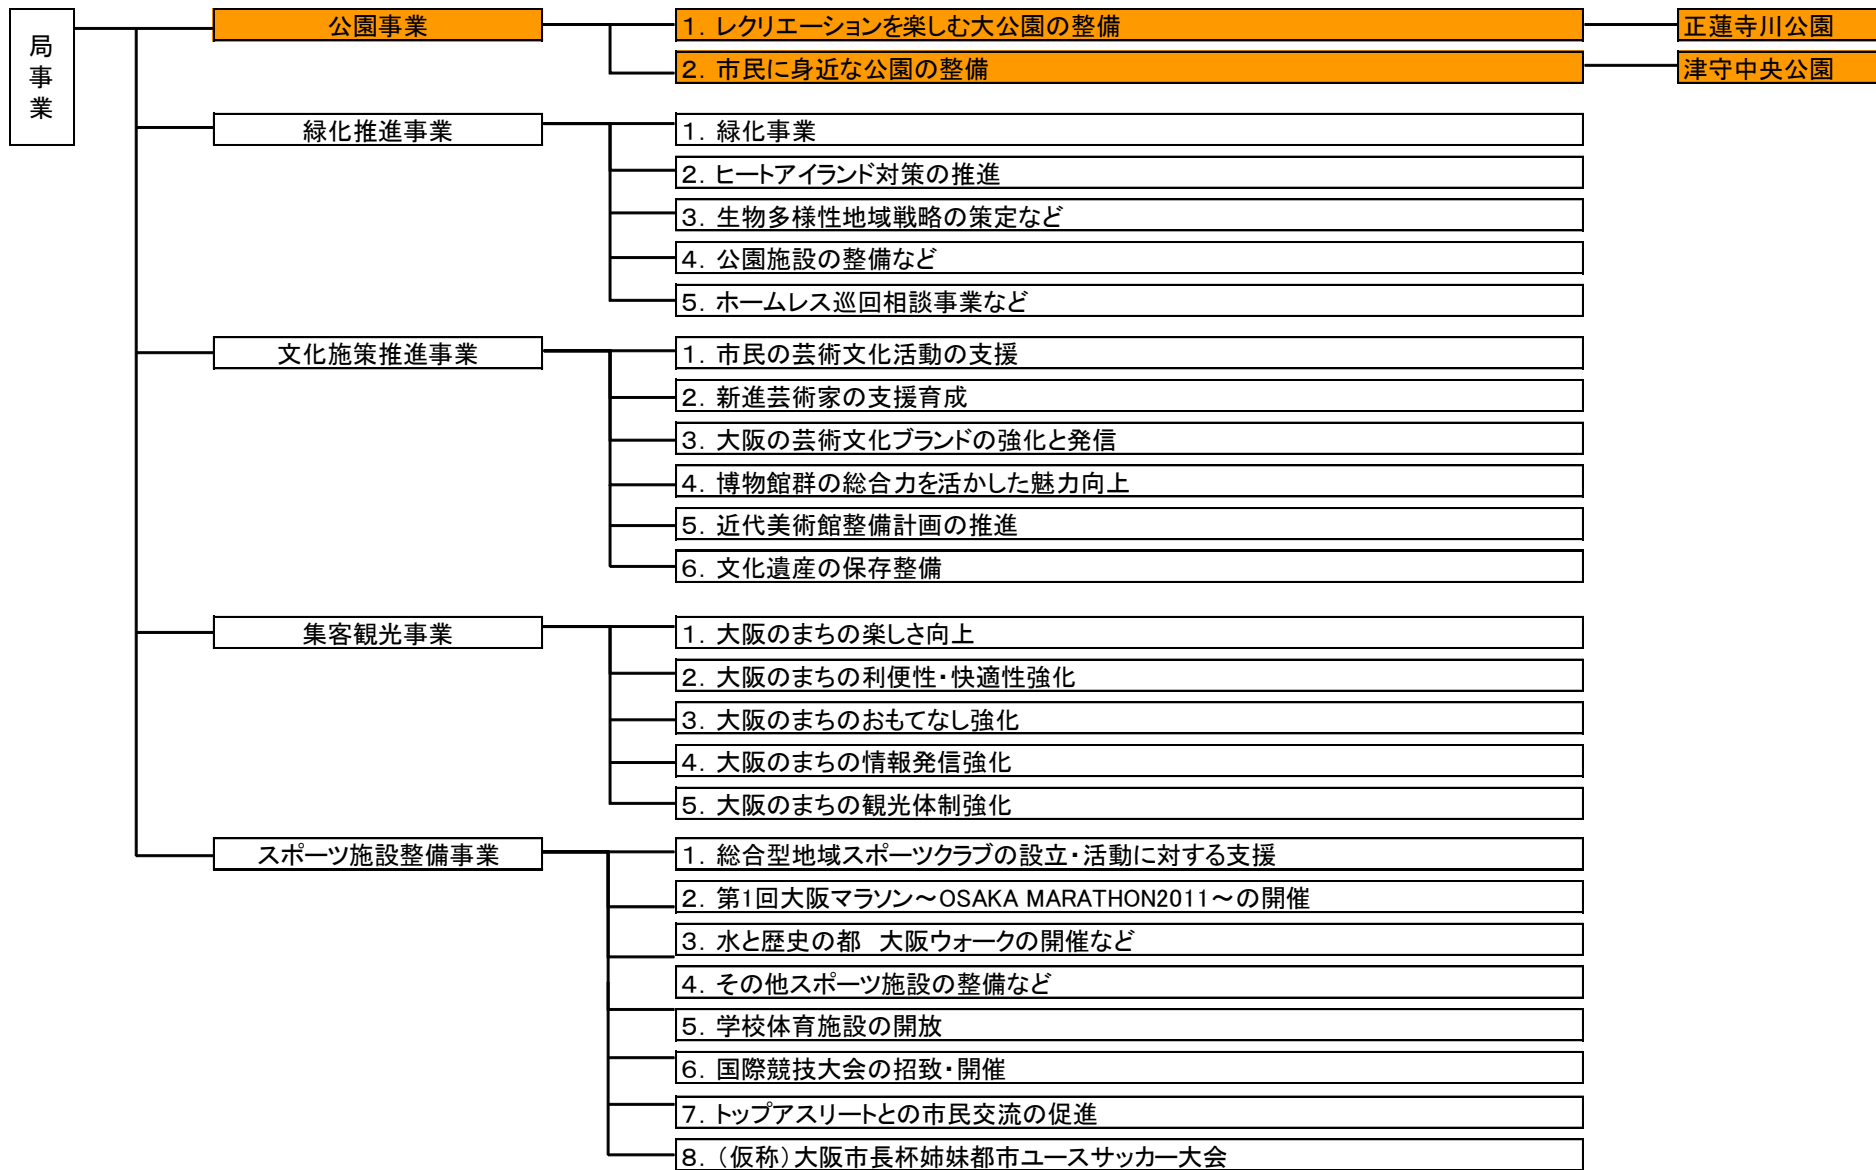 局事業
公園事業
1．レクリエーションを楽しむ大公園の整備
正蓮寺川公園
2．市民に身近な公園の整備
津守中央公園
緑化推進事業
1．緑化事業
2．ヒートアイランド対策の推進
3．生物多様性地域戦略の策定など
4．公園施設の整備など
5．ホームレス巡回相談事業など
文化施策推進事業
1．市民の芸術文化活動の支援
2．新進芸術家の支援育成
3．大阪の芸術文化ブランドの強化と発信
4．博物館群の総合力を活かした魅力向上
5．近代美術館整備計画の推進
6．文化遺産の保存整備
集客観光事業
1．大阪のまちの楽しさ向上
2．大阪のまちの利便性・快適性強化
3．大阪のまちのおもてなし強化
4．大阪のまちの情報発信強化
5．大阪のまちの観光体制強化
スポーツ施設整備事業
1．総合型地域スポーツクラブの設立・活動に対する支援
2．第1回大阪マラソン～OSAKA MARATHON2011～の開催
3．水と歴史の都　大阪ウォークの開催など
4．その他スポーツ施設の整備など
5．学校体育施設の開放
6．国際競技大会の招致・開催
7．トップアスリートとの市民交流の促進
8．（仮称）大阪市長杯姉妹都市ユースサッカー大会